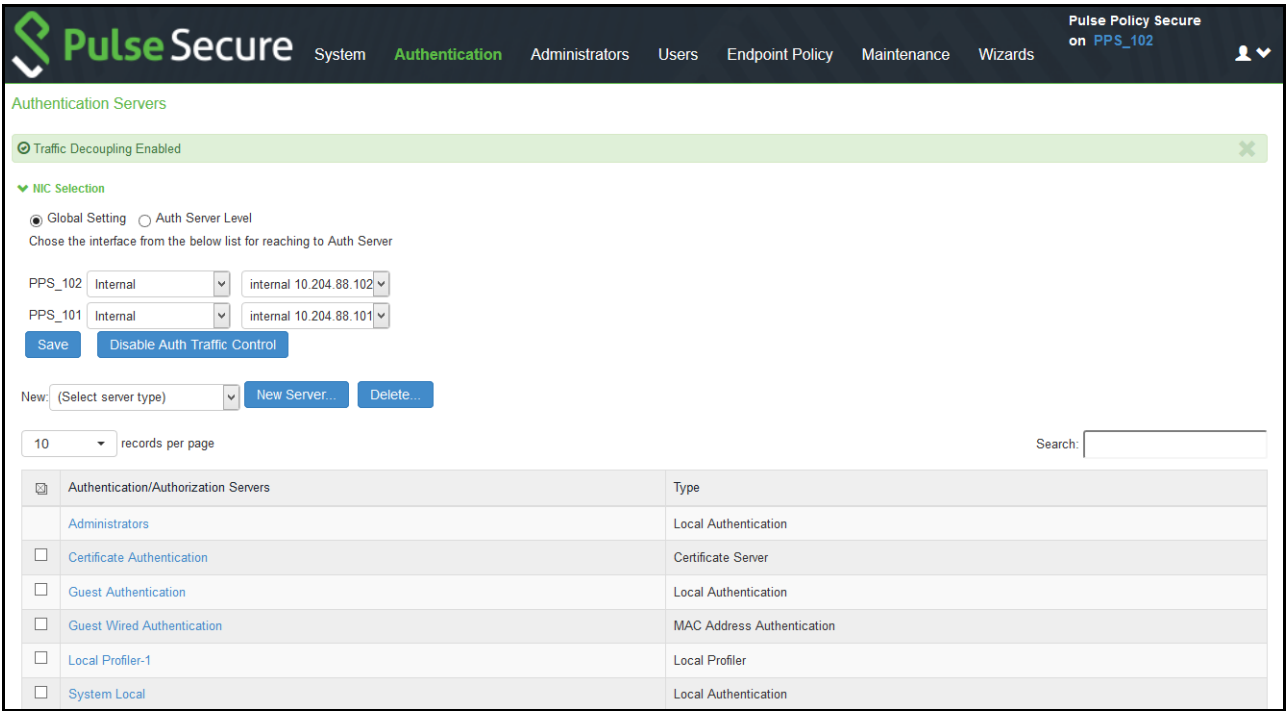 Pulse Secure
System Authentication Administrators Users Endpoint Policy Maintenance Wizards
Pulse Policy Secure
on PPS_102
Authentication Servers
Traffic Decoupling Enabled
NIC Selection
Global Setting Auth Server Level
Chose the interface from the below list for reaching to Auth Server
PPS_102 Internal internal 10.204.88.102
PPS_101 Internal internal 10.204.88.101
Save Disable Auth Traffic Control
New: (Select server type) New Server... Delete...
10 records per page Search:
Authentication/Authorization Servers Type
Administrators Local Authentication
Certificate Authentication Certificate Server
Guest Authentication Local Authentication
Guest Wired Authentication MAC Address Authentication
Local Profiler-1 Local Profiler
System Local Local Authentication